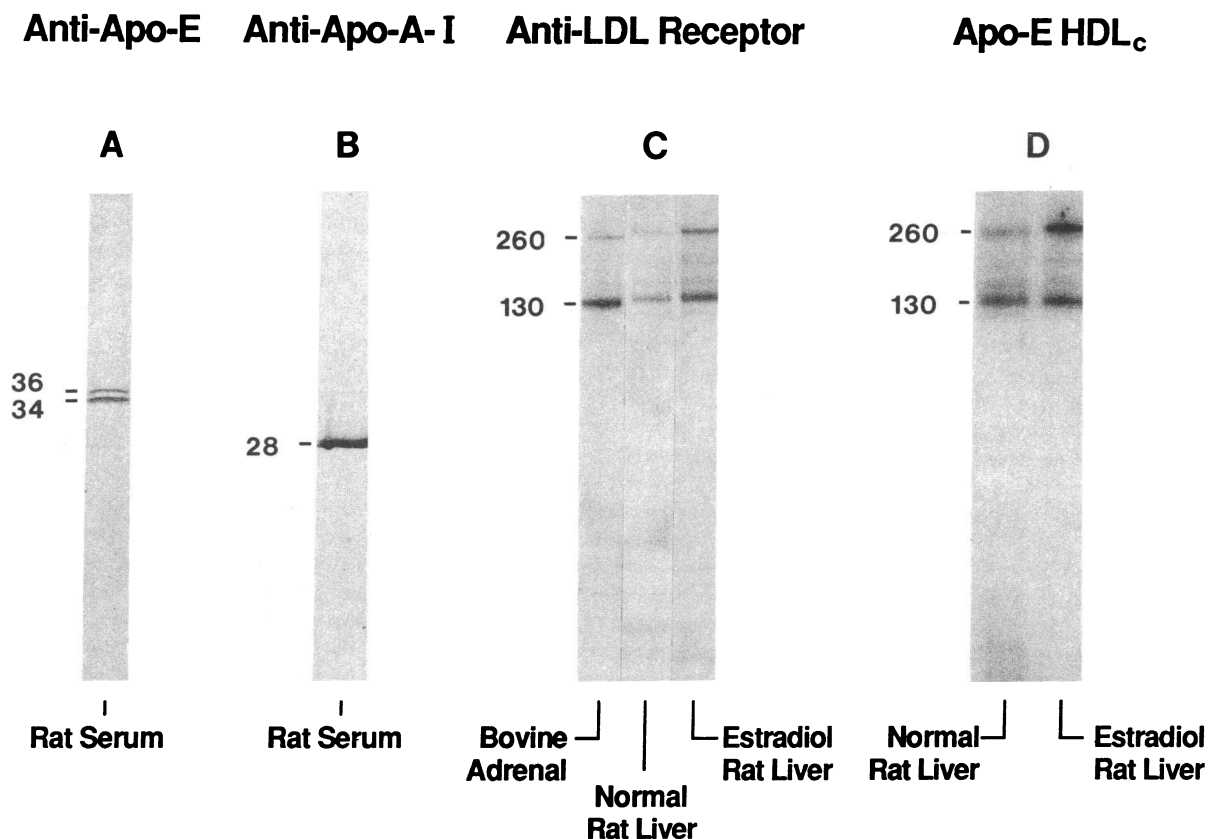 Anti-Apo-E
Anti-Apo-A-I
Anti-LDL Receptor
Apo-E HDLc
A
B
C
D
36
34
28
260
130
260
130
Rat Serum
Rat Serum
Bovine
Adrenal
Normal
Rat Liver
Estradiol
Rat Liver
Normal
Rat Liver
Estradiol
Rat Liver